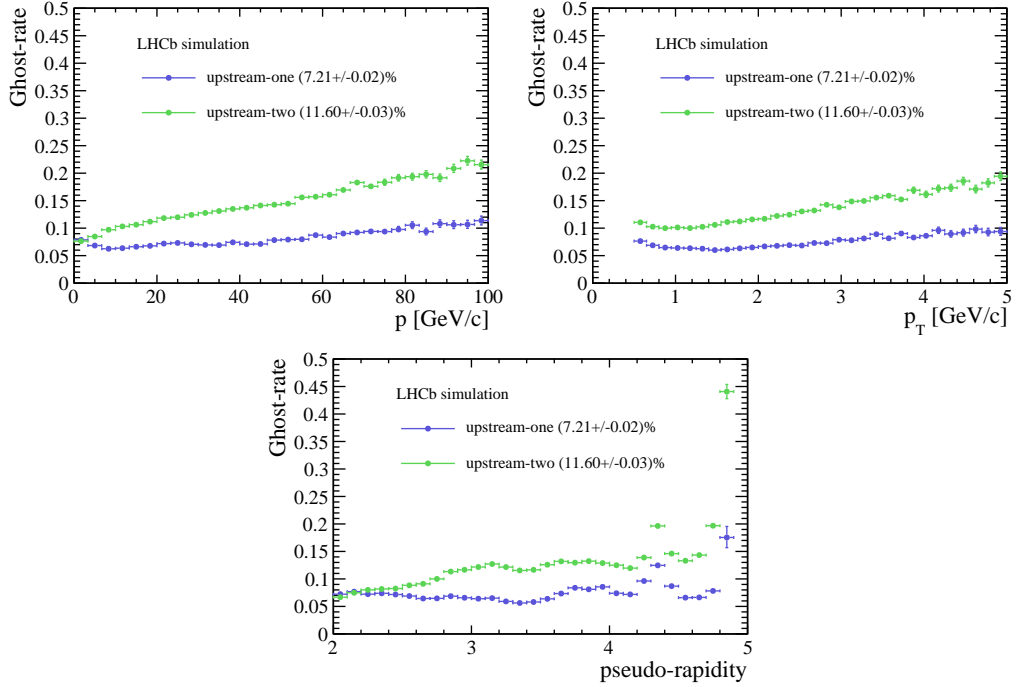 Ghost-rate
0.5
0.45
0.4
0.35
0.3
0.25
0.2
0.15
0.1
0.05
0
LHCb simulation
upstream-one (7.21+/-0.02)%
upstream-two (11.60+/-0.03)%
0 20 40 60 80 100
p [GeV/c]
Ghost-rate
0.5
0.45
0.4
0.35
0.3
0.25
0.2
0.15
0.1
0.05
0
LHCb simulation
upstream-one (7.21+/-0.02)%
upstream-two (11.60+/-0.03)%
0 1 2 3 4 5
p_T [GeV/c]
Ghost-rate
0.5
0.45
0.4
0.35
0.3
0.25
0.2
0.15
0.1
0.05
0
LHCb simulation
upstream-one (7.21+/-0.02)%
upstream-two (11.60+/-0.03)%
2 3 4 5
pseudo-rapidity